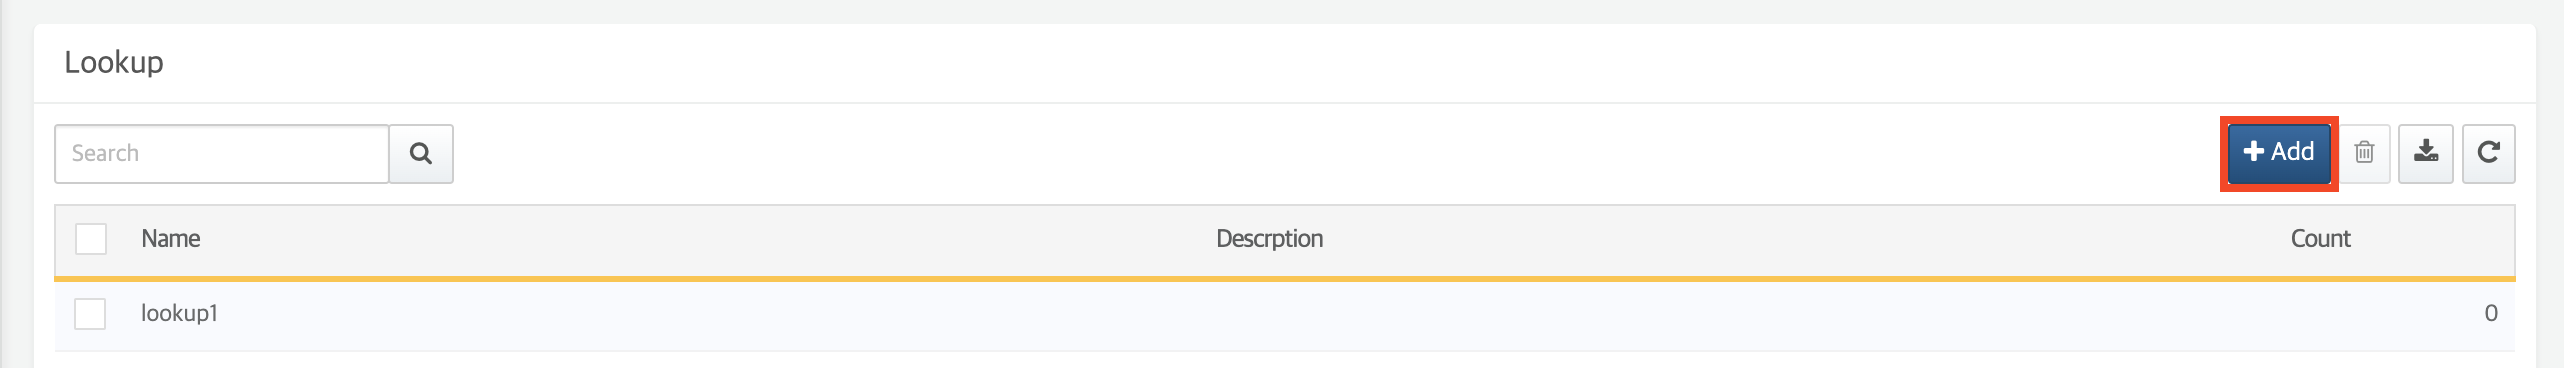 Lookup
Search
Add
Name Descrption Count
lookup1 0